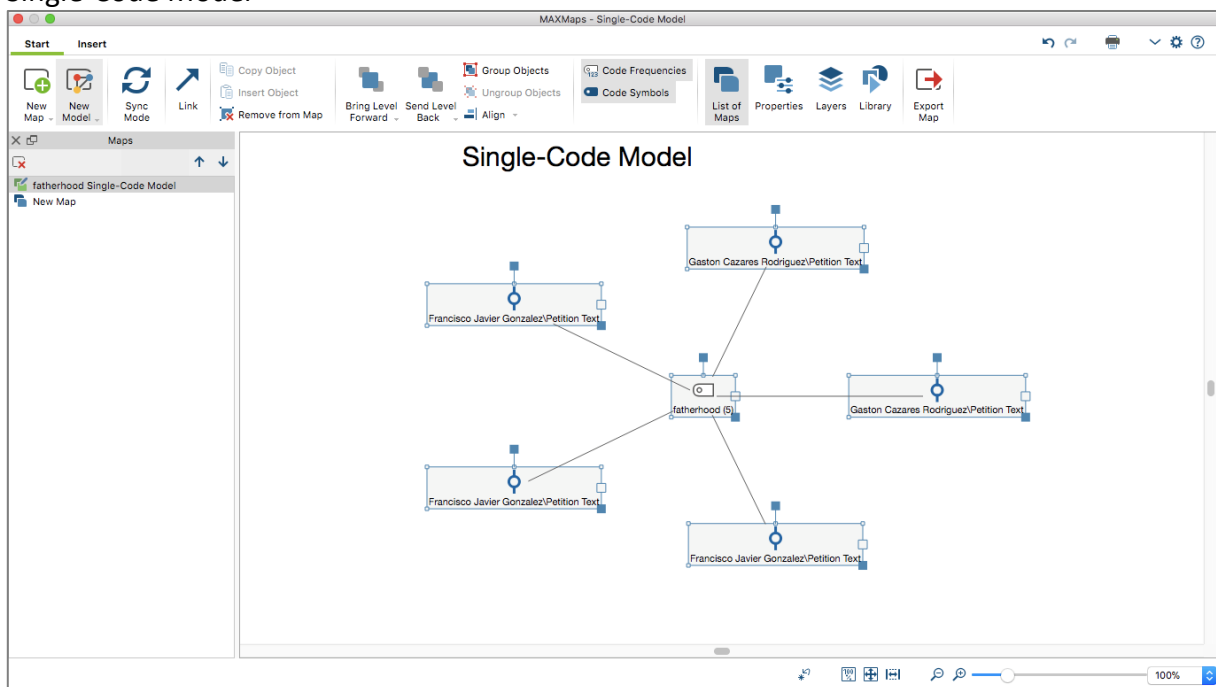 Single-Code Model
MAXMaps - Single-Code Model
Start Insert
New Map
New Model
Sync Mode
Link
Copy Object
Insert Object
Remove from Map
Bring Level Forward
Send Level Back
Group Objects
Ungroup Objects
Align
123
Code Frequencies
Code Symbols
List of Maps
Properties
Layers
Library
Export Map
Maps
fatherhood Single-Code Model
New Map
Single-Code Model
Gaston Cazares Rodriguez\Petition Text
Francisco Javier Gonzalez\Petition Text
fatherhood (5)
Gaston Cazares Rodriguez\Petition Text
Francisco Javier Gonzalez\Petition Text
Francisco Javier Gonzalez\Petition Text
100%
100%